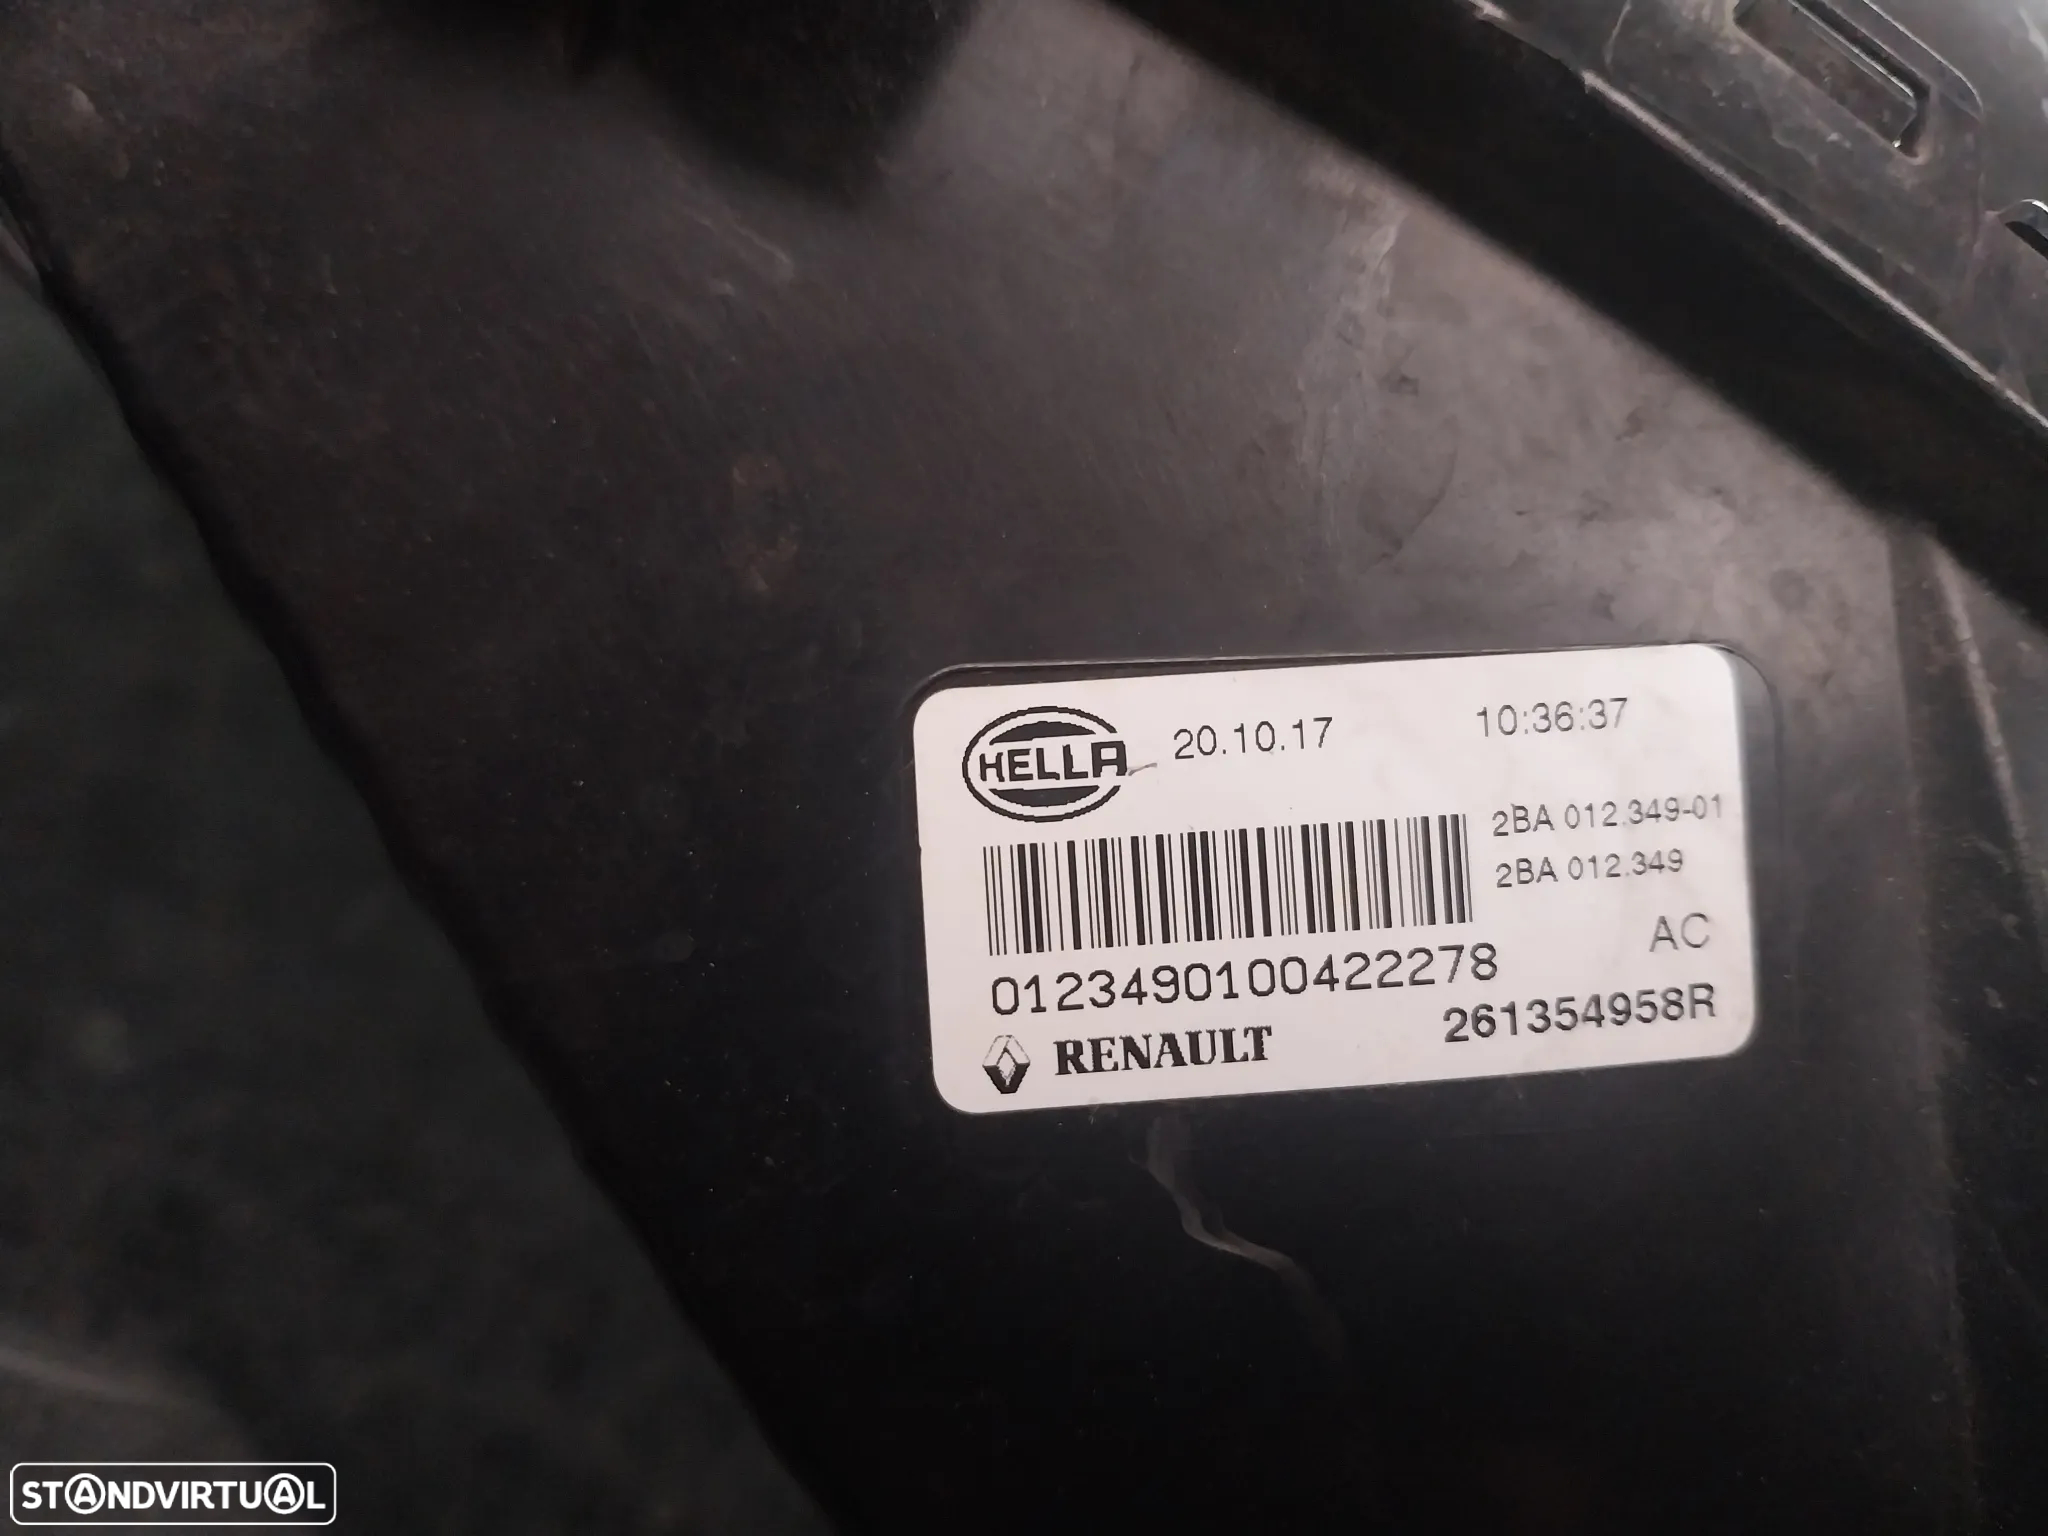 HELLA 20.10.17 10:36:37
2BA 012.349-01
2BA 012.349
AC
0123490100422278
RENAULT 261354958R
STANDVIRTUAL